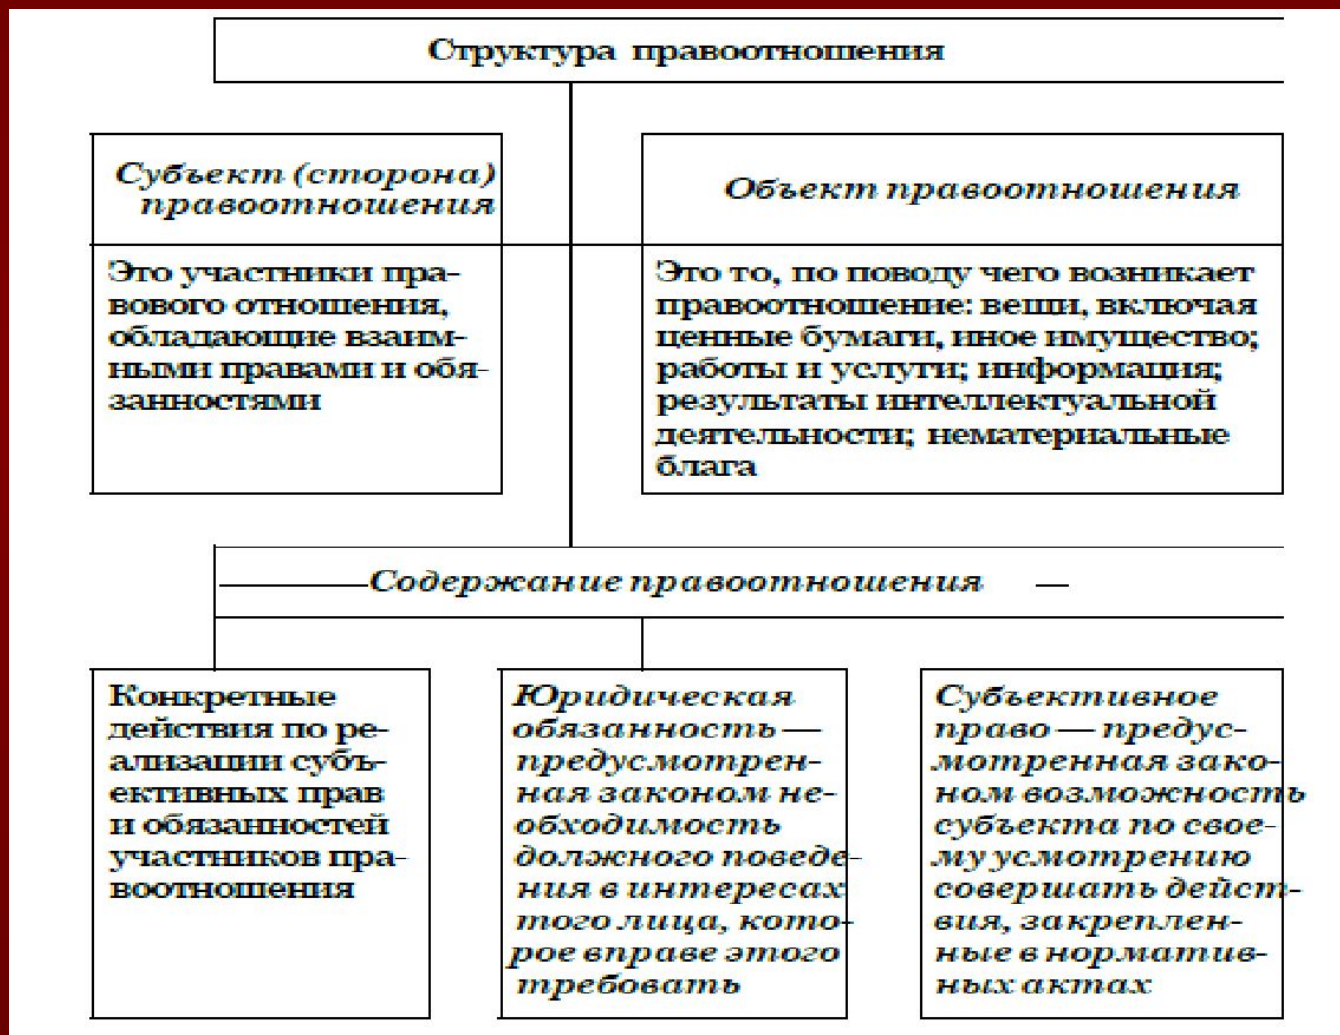 Структура правоотношения
Субъект (сторона)
правоотношения
Объект правоотношения
Это участники пра-
вового отношения,
обладающие взаим-
ными правами и обя-
занностями
Это то, по поводу чего возникает
правоотношение: вещи, включая
ценные бумаги, иное имущество;
работы и услуги; информация;
результаты интеллектуальной
деятельности; нематериальные
блага
Содержание правоотношения —
Конкретные
действия по ре-
ализации субъ-
ективных прав
и обязанностей
участников пра-
воотношения
Юридическая
обязанность —
предусмотрен-
ная законом не-
обходимость
должного поведе-
ния в интересах
того лица, кото-
рое вправе этого
требовать
Субъективное
право — предус-
мотренная зако-
ном возможность
субъекта по свое-
му усмотрению
совершать дейст-
вия, закреплен-
ные в норматив-
ных актах